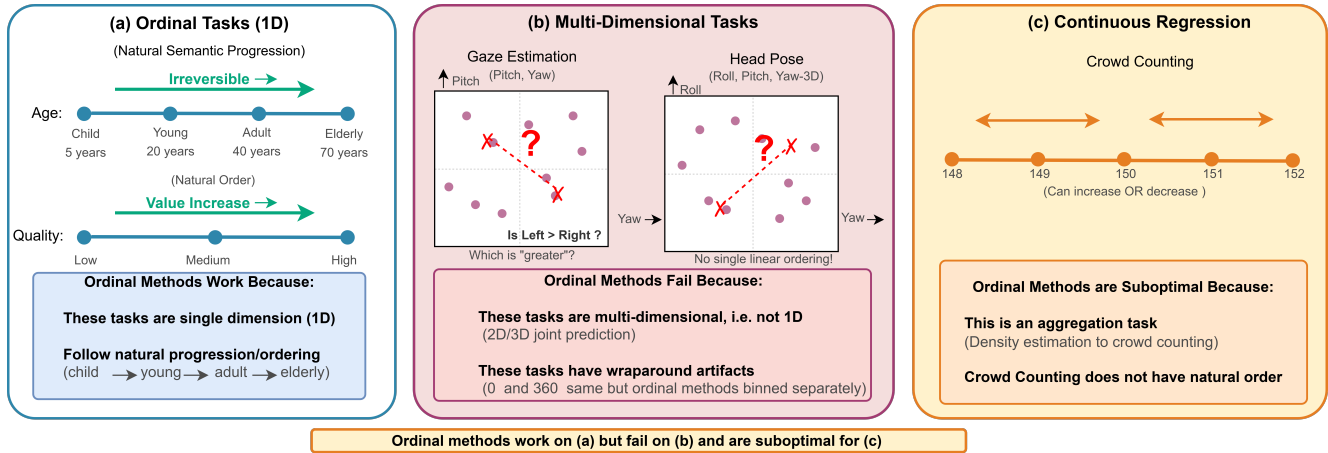 (a) Ordinal Tasks (1D)
(Natural Semantic Progression)
Irreversible
Age:
Child Young Adult Elderly
5 years 20 years 40 years 70 years
(Natural Order)
Value Increase
Quality:
Low Medium High
Ordinal Methods Work Because:
These tasks are single dimension (1D)
Follow natural progression/ordering
(child young adult elderly)
(b) Multi-Dimensional Tasks
Gaze Estimation
(Pitch, Yaw)
Pitch
X
?
X
Is Left > Right ?
Yaw
Which is "greater"?
Head Pose
(Roll, Pitch, Yaw-3D)
Roll
?
X
X
Yaw
No single linear ordering!
Ordinal Methods Fail Because:
These tasks are multi-dimensional, i.e. not 1D
(2D/3D joint prediction)
These tasks have wraparound artifacts
(0 and 360 same but ordinal methods binned separately)
(c) Continuous Regression
Crowd Counting
148 149 150 151 152
(Can increase OR decrease )
Ordinal Methods are Suboptimal Because:
This is an aggregation task
(Density estimation to crowd counting)
Crowd Counting does not have natural order
Ordinal methods work on (a) but fail on (b) and are suboptimal for (c)